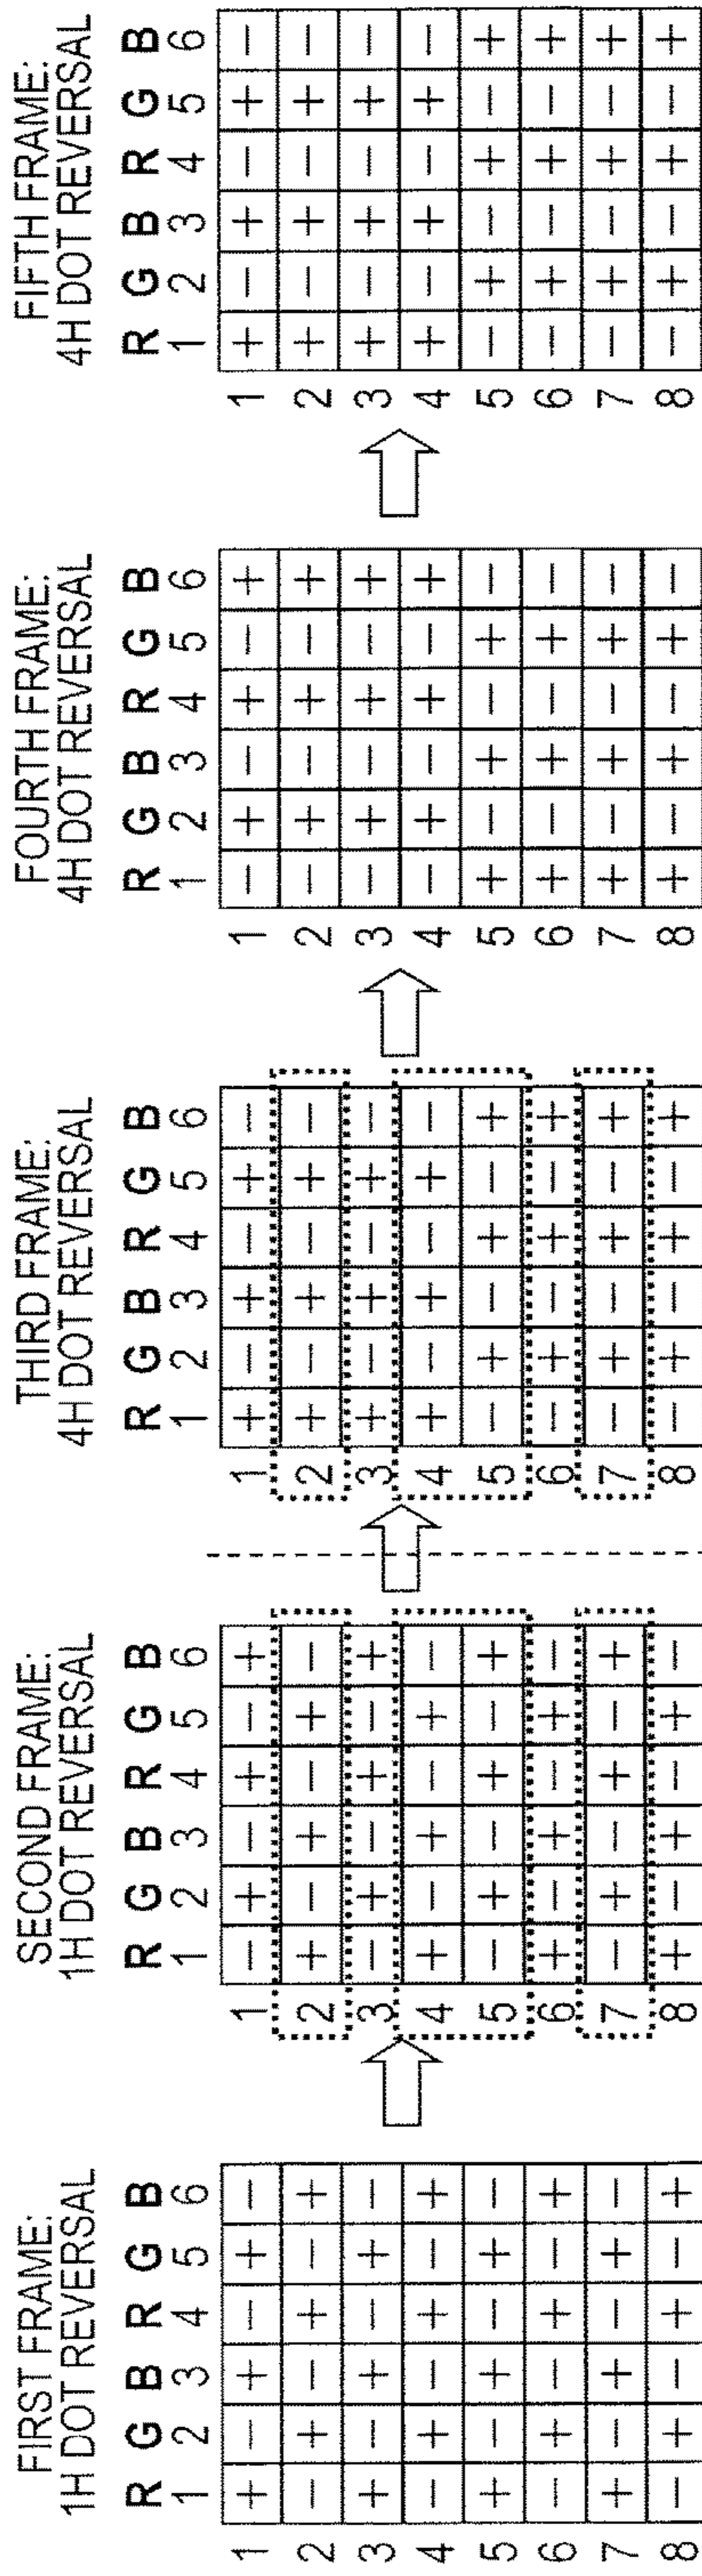 FIRST FRAME:
1H DOT REVERSAL
R G B R G B
1 2 3 4 5 6
1 + − + − + −
2 − + − + − +
3 + − + − + −
4 − + − + − +
5 + − + − + −
6 − + − + − +
7 + − + − + −
8 − + − + − +
SECOND FRAME:
1H DOT REVERSAL
R G B R G B
1 2 3 4 5 6
1 − + − + − +
2 + − + − + −
3 − + − + − +
4 + − + − + −
5 − + − + − +
6 + − + − + −
7 − + − + − +
8 + − + − + −
THIRD FRAME:
4H DOT REVERSAL
R G B R G B
1 2 3 4 5 6
1 + − + − + −
2 + − + − + −
3 + − + − + −
4 + − + − + −
5 − + − + − +
6 − + − + − +
7 − + − + − +
8 − + − + − +
FOURTH FRAME:
4H DOT REVERSAL
R G B R G B
1 2 3 4 5 6
1 − + − + − +
2 − + − + − +
3 − + − + − +
4 − + − + − +
5 + − + − + −
6 + − + − + −
7 + − + − + −
8 + − + − + −
FIFTH FRAME:
4H DOT REVERSAL
R G B R G B
1 2 3 4 5 6
1 + − + − + −
2 + − + − + −
3 + − + − + −
4 + − + − + −
5 − + − + − +
6 − + − + − +
7 − + − + − +
8 − + − + − +